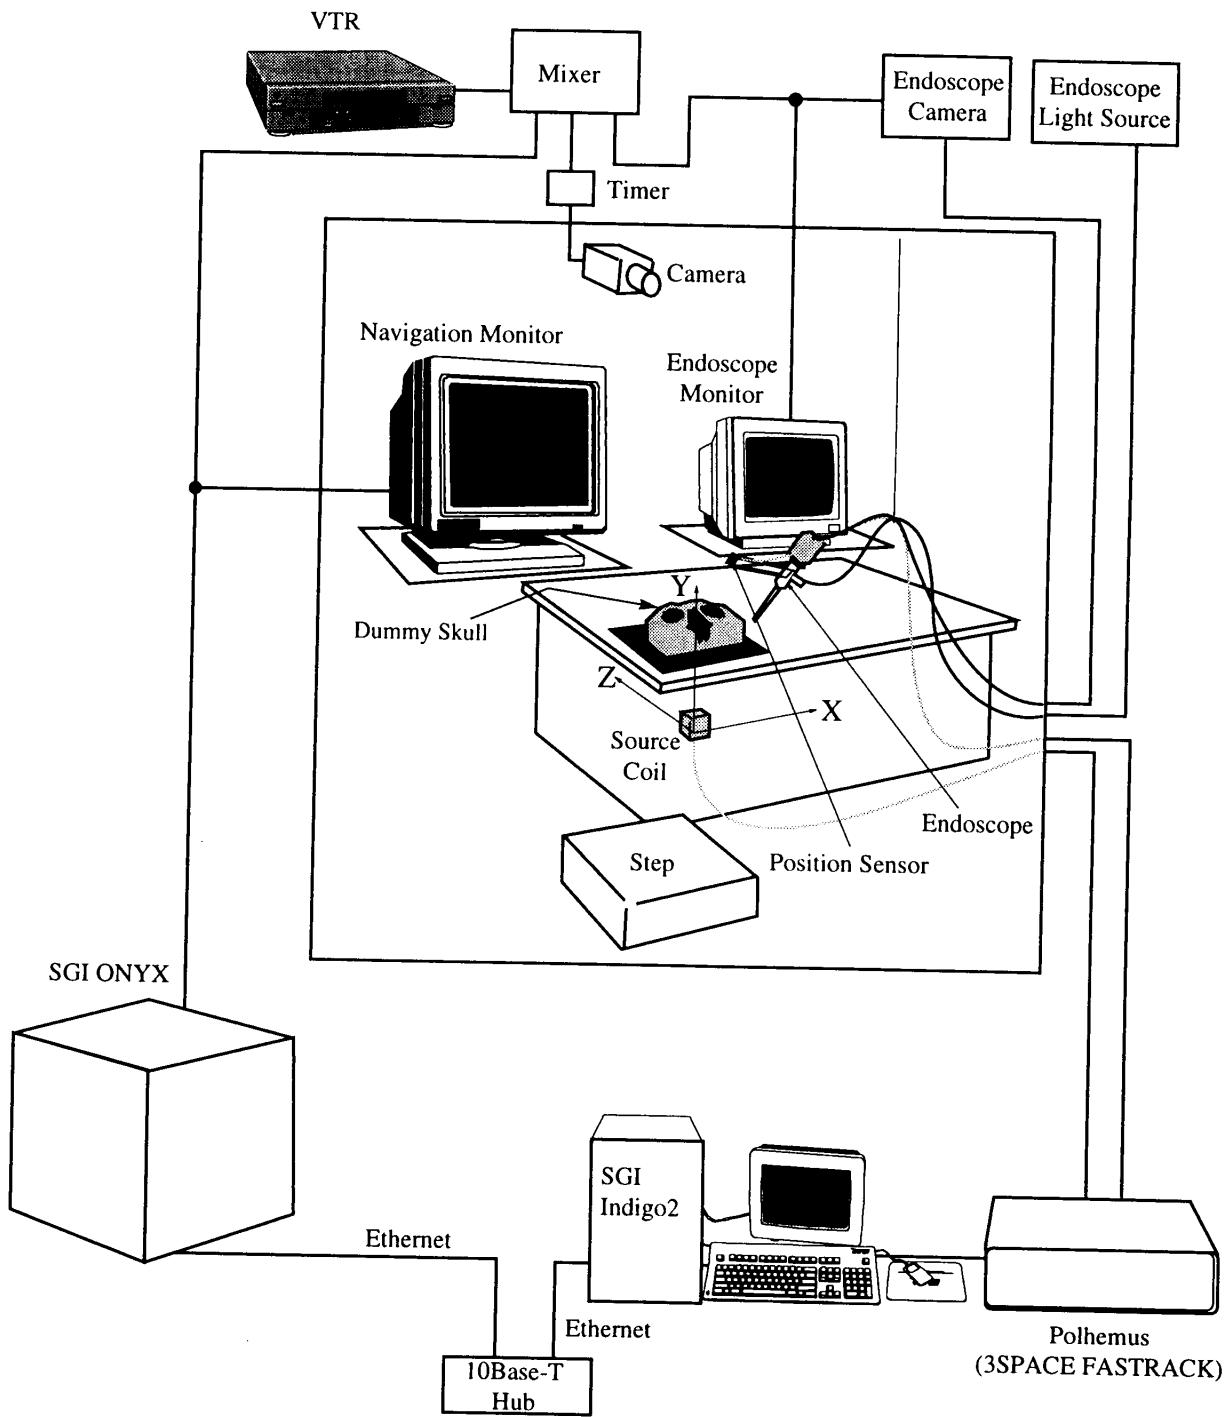 VTR
Mixer
Endoscope
Camera
Endoscope
Light Source
Timer
Camera
Navigation Monitor
Endoscope
Monitor
Y
Dummy Skull
Z
X
Source
Coil
Endoscope
Step
Position Sensor
SGI ONYX
SGI
Indigo2
Ethernet
Ethernet
Polhemus
(3SPACE FASTRACK)
10Base-T
Hub